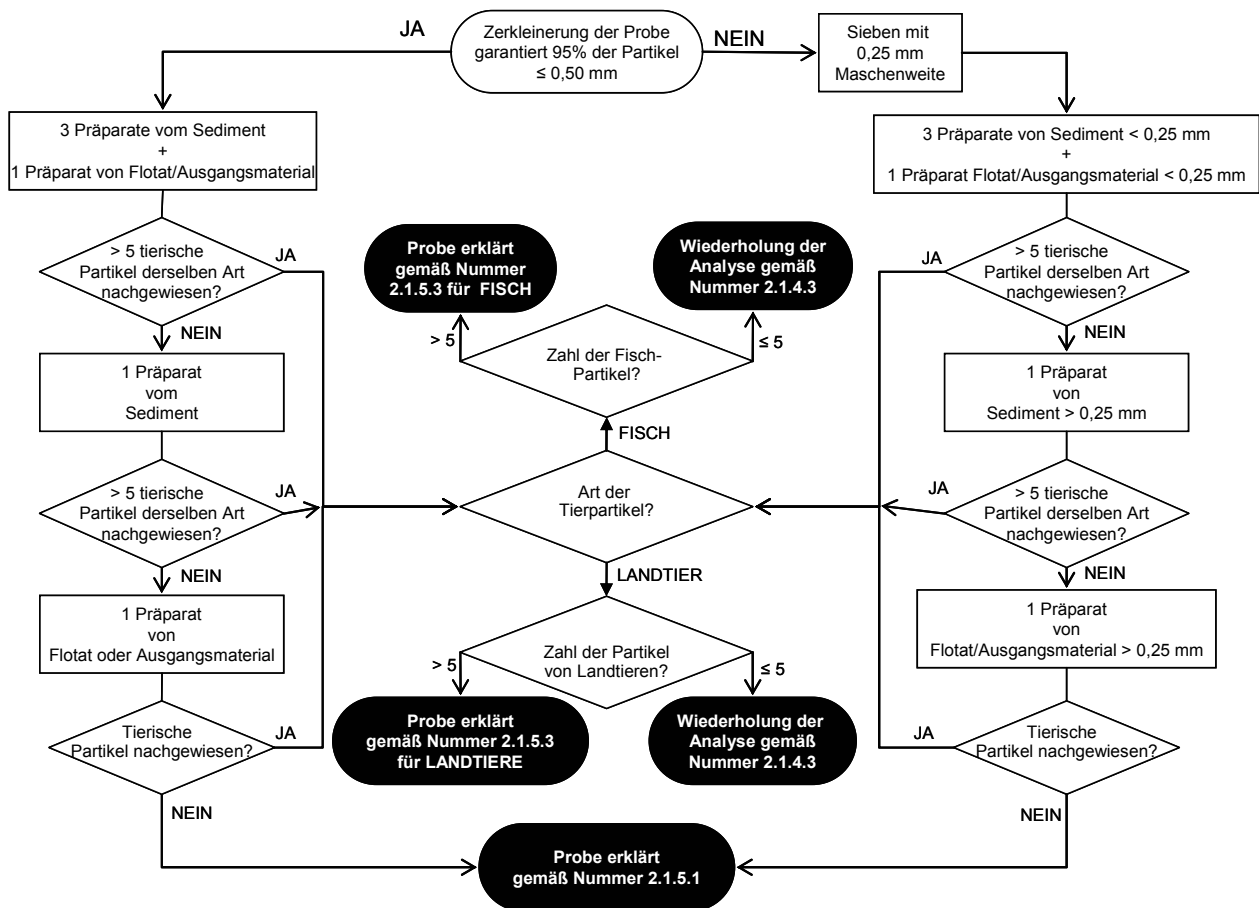 JA
Zerkleinerung der Probe
garantiert 95% der Partikel
≤ 0,50 mm
NEIN
Sieben mit
0,25 mm
Maschenweite
3 Präparate vom Sediment
+
1 Präparat von Flotat/Ausgangsmaterial
3 Präparate von Sediment < 0,25 mm
+
1 Präparat Flotat/Ausgangsmaterial < 0,25 mm
> 5 tierische
Partikel derselben Art
nachgewiesen?
JA
NEIN
Probe erklärt
gemäß Nummer
2.1.5.3 für FISCH
Wiederholung der
Analyse gemäß
Nummer 2.1.4.3
JA
> 5 tierische
Partikel derselben Art
nachgewiesen?
NEIN
> 5
Zahl der Fisch-
Partikel?
≤ 5
1 Präparat
vom
Sediment
1 Präparat
von
Sediment > 0,25 mm
FISCH
> 5 tierische
Partikel derselben Art
nachgewiesen?
JA
NEIN
Art der
Tierpartikel?
JA
> 5 tierische
Partikel derselben Art
nachgewiesen?
NEIN
LANDTIER
1 Präparat
von
Flotat oder Ausgangsmaterial
> 5
Zahl der Partikel
von Landtieren?
≤ 5
1 Präparat
von
Flotat/Ausgangsmaterial > 0,25 mm
Tierische
Partikel nachgewiesen?
JA
NEIN
Probe erklärt
gemäß Nummer 2.1.5.3
für LANDTIERE
Wiederholung der
Analyse gemäß
Nummer 2.1.4.3
JA
Tierische
Partikel nachgewiesen?
NEIN
Probe erklärt
gemäß Nummer 2.1.5.1